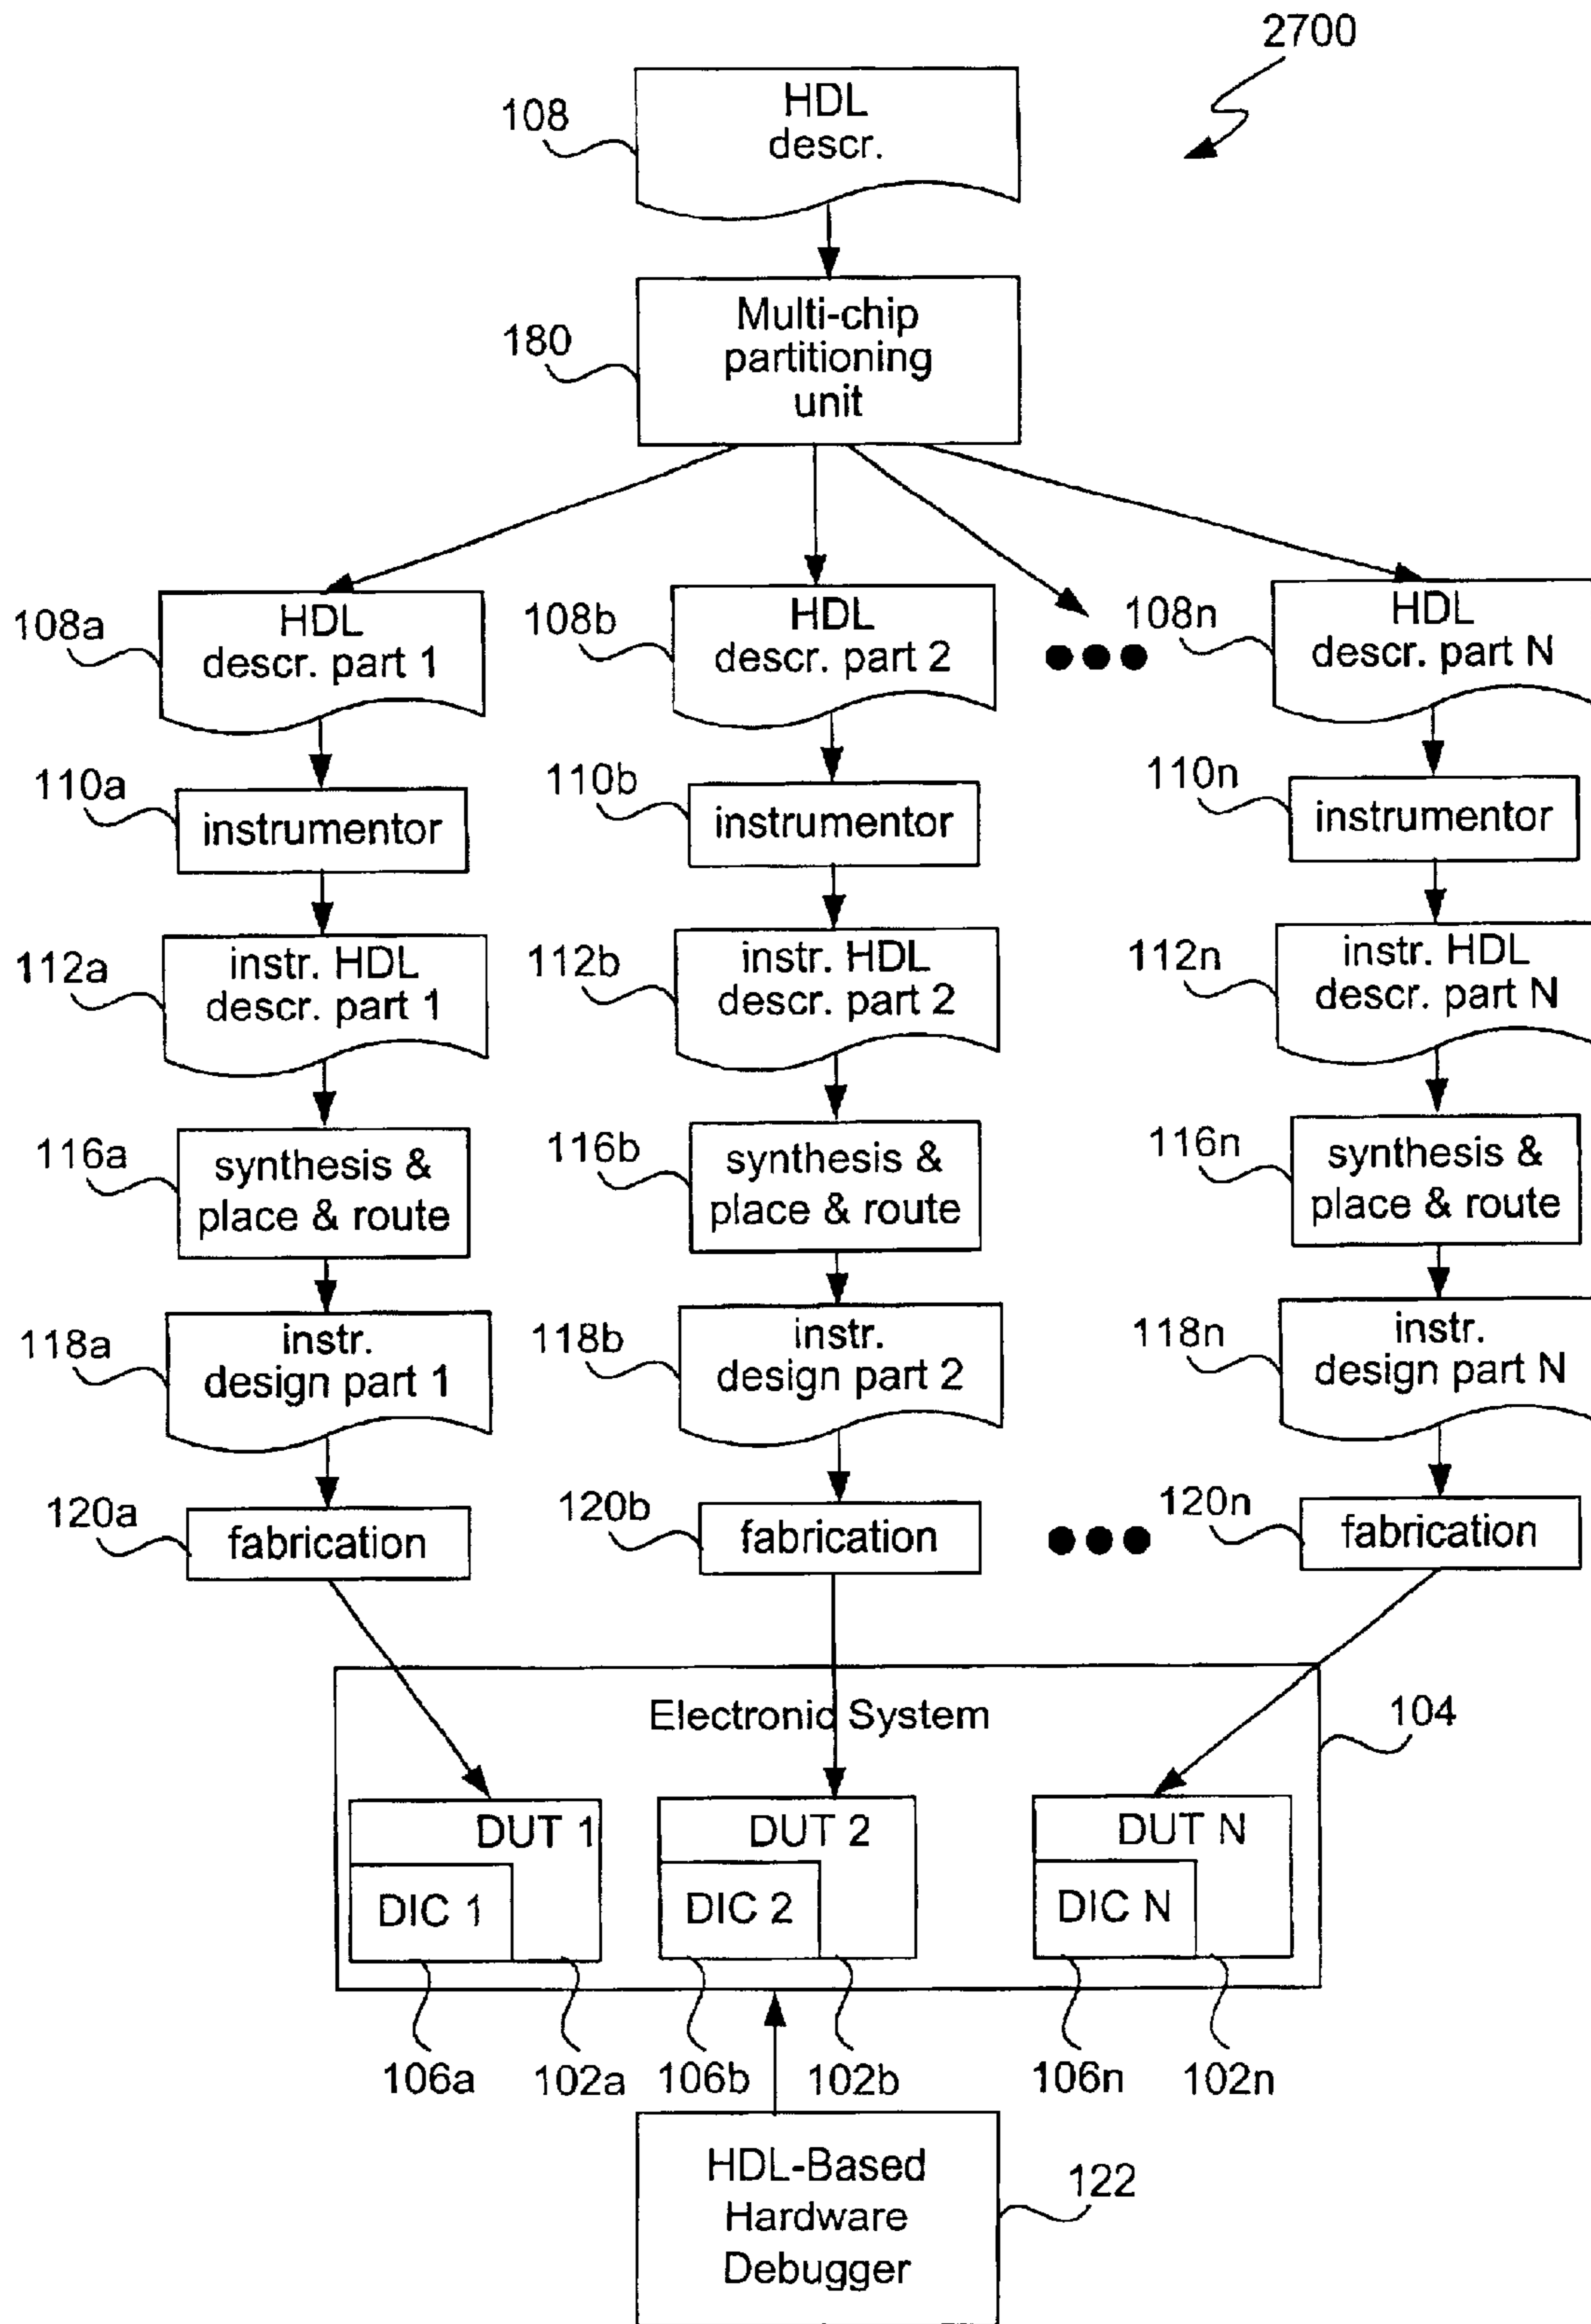 2700
108
HDL
descr.
180
Multi-chip
partitioning
unit
108a
HDL
descr. part 1
108b
HDL
descr. part 2
108n
HDL
descr. part N
110a
instrumentor
110b
instrumentor
110n
instrumentor
112a
instr. HDL
descr. part 1
112b
instr. HDL
descr. part 2
112n
instr. HDL
descr. part N
116a
synthesis &
place & route
116b
synthesis &
place & route
116n
synthesis &
place & route
118a
instr.
design part 1
118b
instr.
design part 2
118n
instr.
design part N
120a
fabrication
120b
fabrication
120n
fabrication
Electronic System
104
DUT 1
DIC 1
DUT 2
DIC 2
DUT N
DIC N
106a
102a
106b
102b
106n
102n
HDL-Based
Hardware
Debugger
122